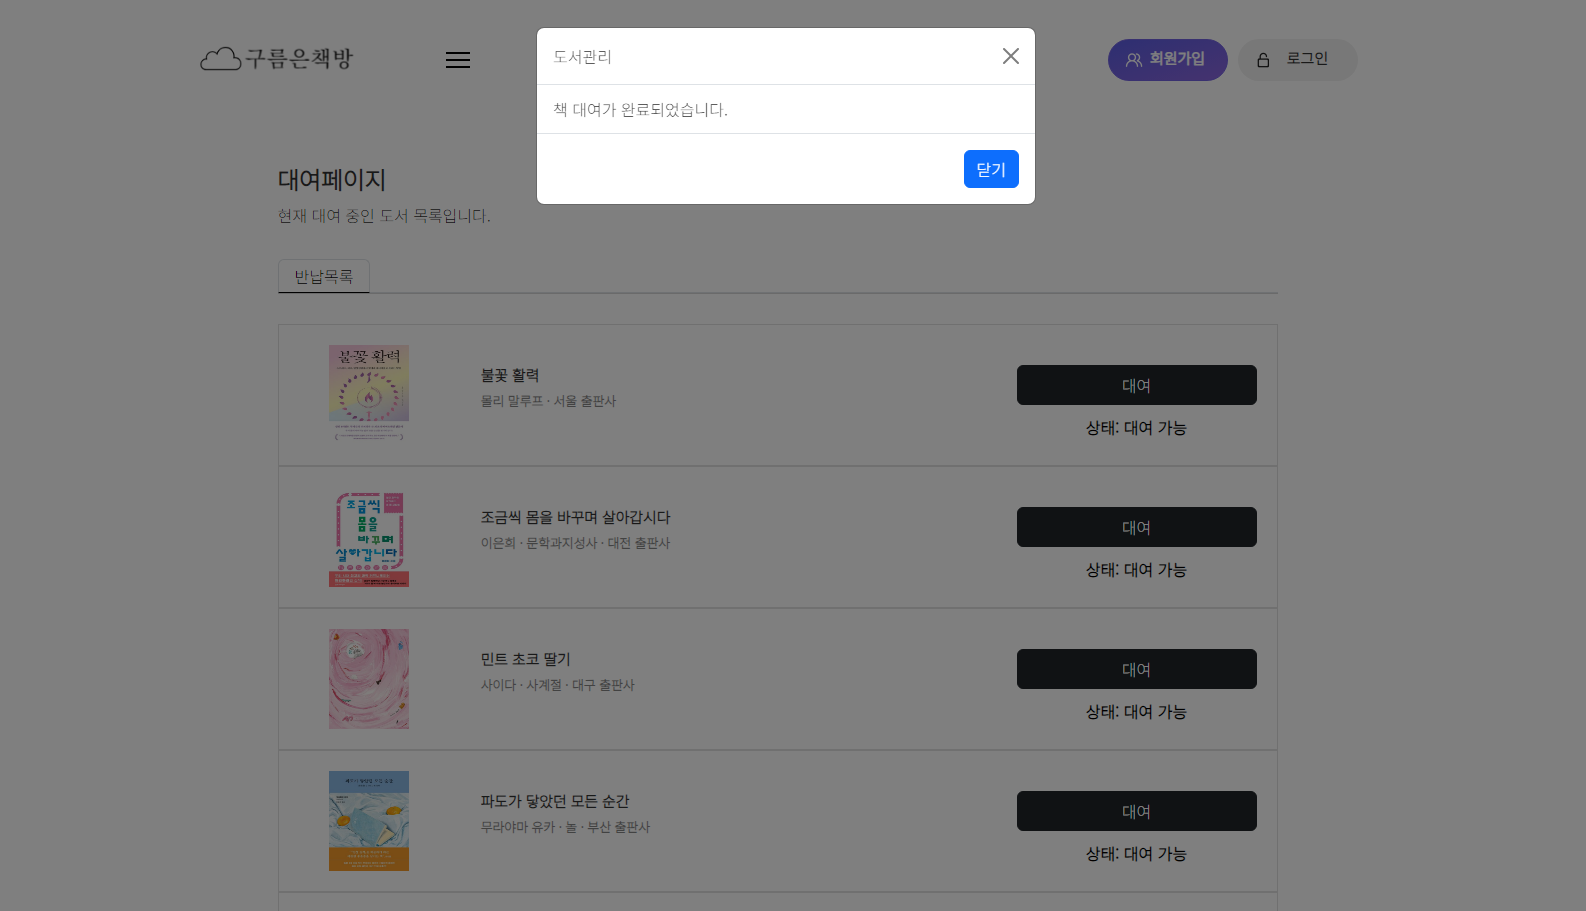 구름은책방
회원가입
로그인
도서관리
책 대여가 완료되었습니다.
닫기
대여페이지
현재 대여 중인 도서 목록입니다.
반납목록
불꽃 활력
불꽃 활력
몰리 말루프 · 서울 출판사
대여
상태: 대여 가능
조금씩
몸을
바꾸며
살아갑니다
조금씩 몸을 바꾸며 살아갑시다
이은희 · 문학과지성사 · 대전 출판사
대여
상태: 대여 가능
민트 초코 딸기
사이다 · 사계절 · 대구 출판사
대여
상태: 대여 가능
파도가 닿았던 모든 순간
무라야마 유카 · 놀 · 부산 출판사
대여
상태: 대여 가능